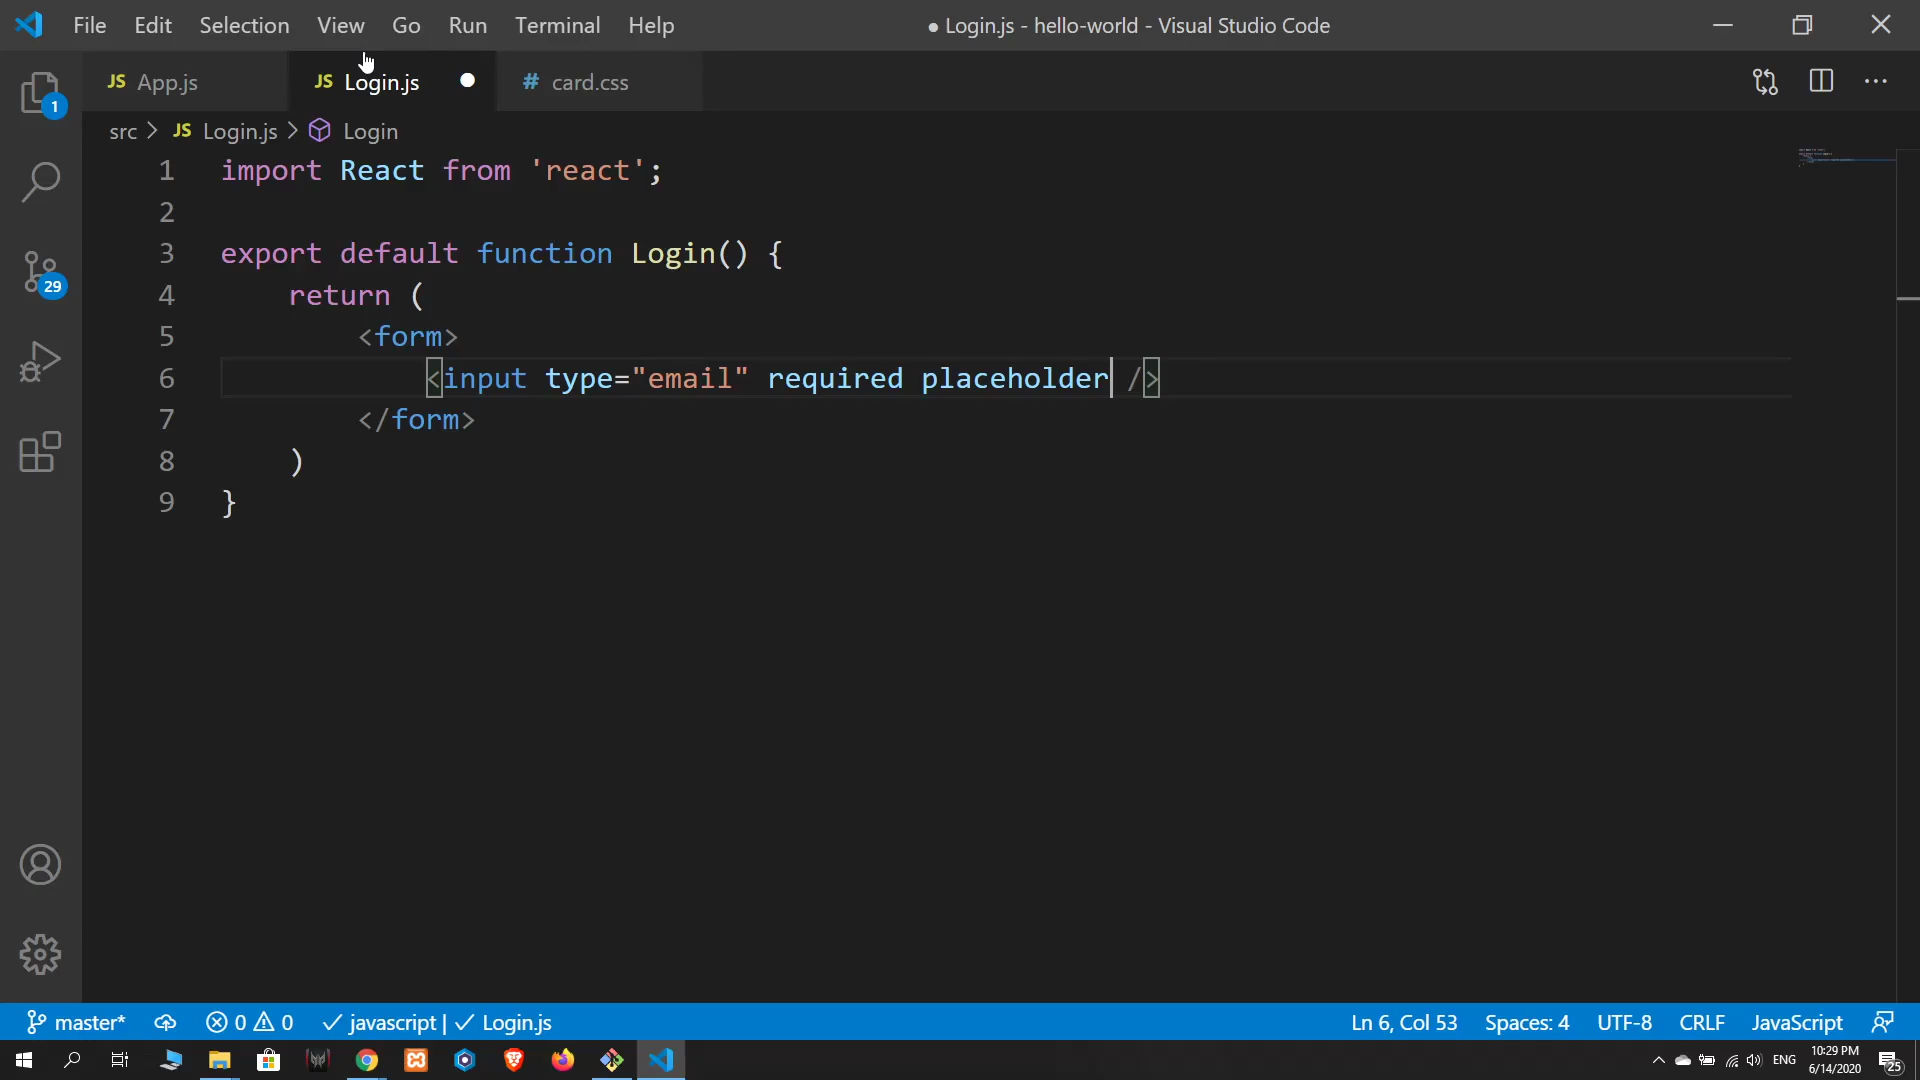 File Edit Selection View Go Run Terminal Help ● Login.js - hello-world - Visual Studio Code
JS App.js JS Login.js # card.css
1
src JS Login.js Login
1 import React from 'react';
2
3 export default function Login() {
4 return (
29
5 <form>
6 <input type="email" required placeholder />
7 </form>
8 )
9 }
master* 0 0 javascript | Login.js Ln 6, Col 53 Spaces: 4 UTF-8 CRLF JavaScript
ENG 10:29 PM
6/14/2020 25